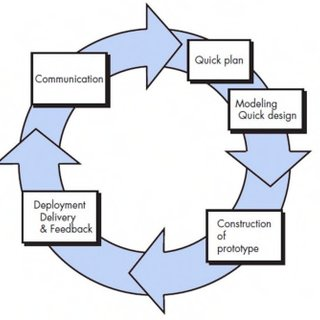 Communication
Quick plan
Modeling
Quick design
Construction
of
prototype
Deployment
Delivery
& Feedback